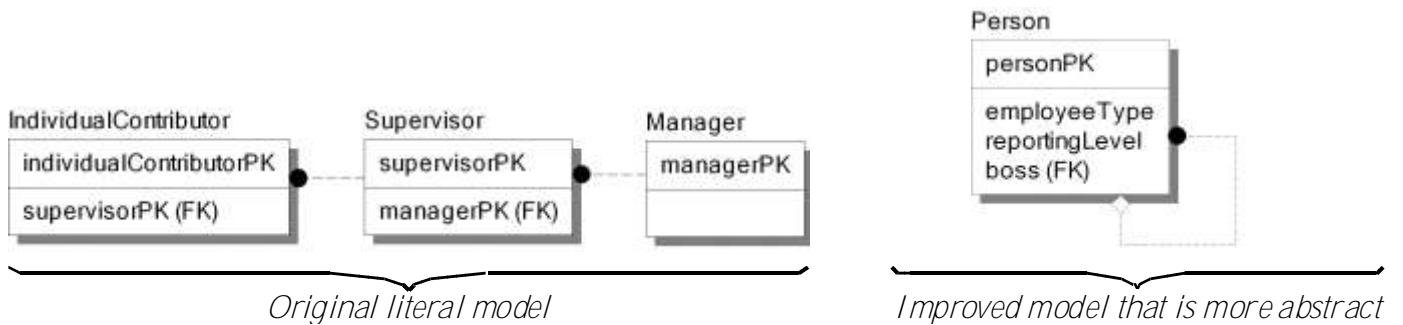 Person
personPK
employeeType
reportingLevel
boss (FK)
IndividualContributor
individualContributorPK
supervisorPK (FK)
Supervisor
supervisorPK
managerPK (FK)
Manager
managerPK
Original literal model
Improved model that is more abstract